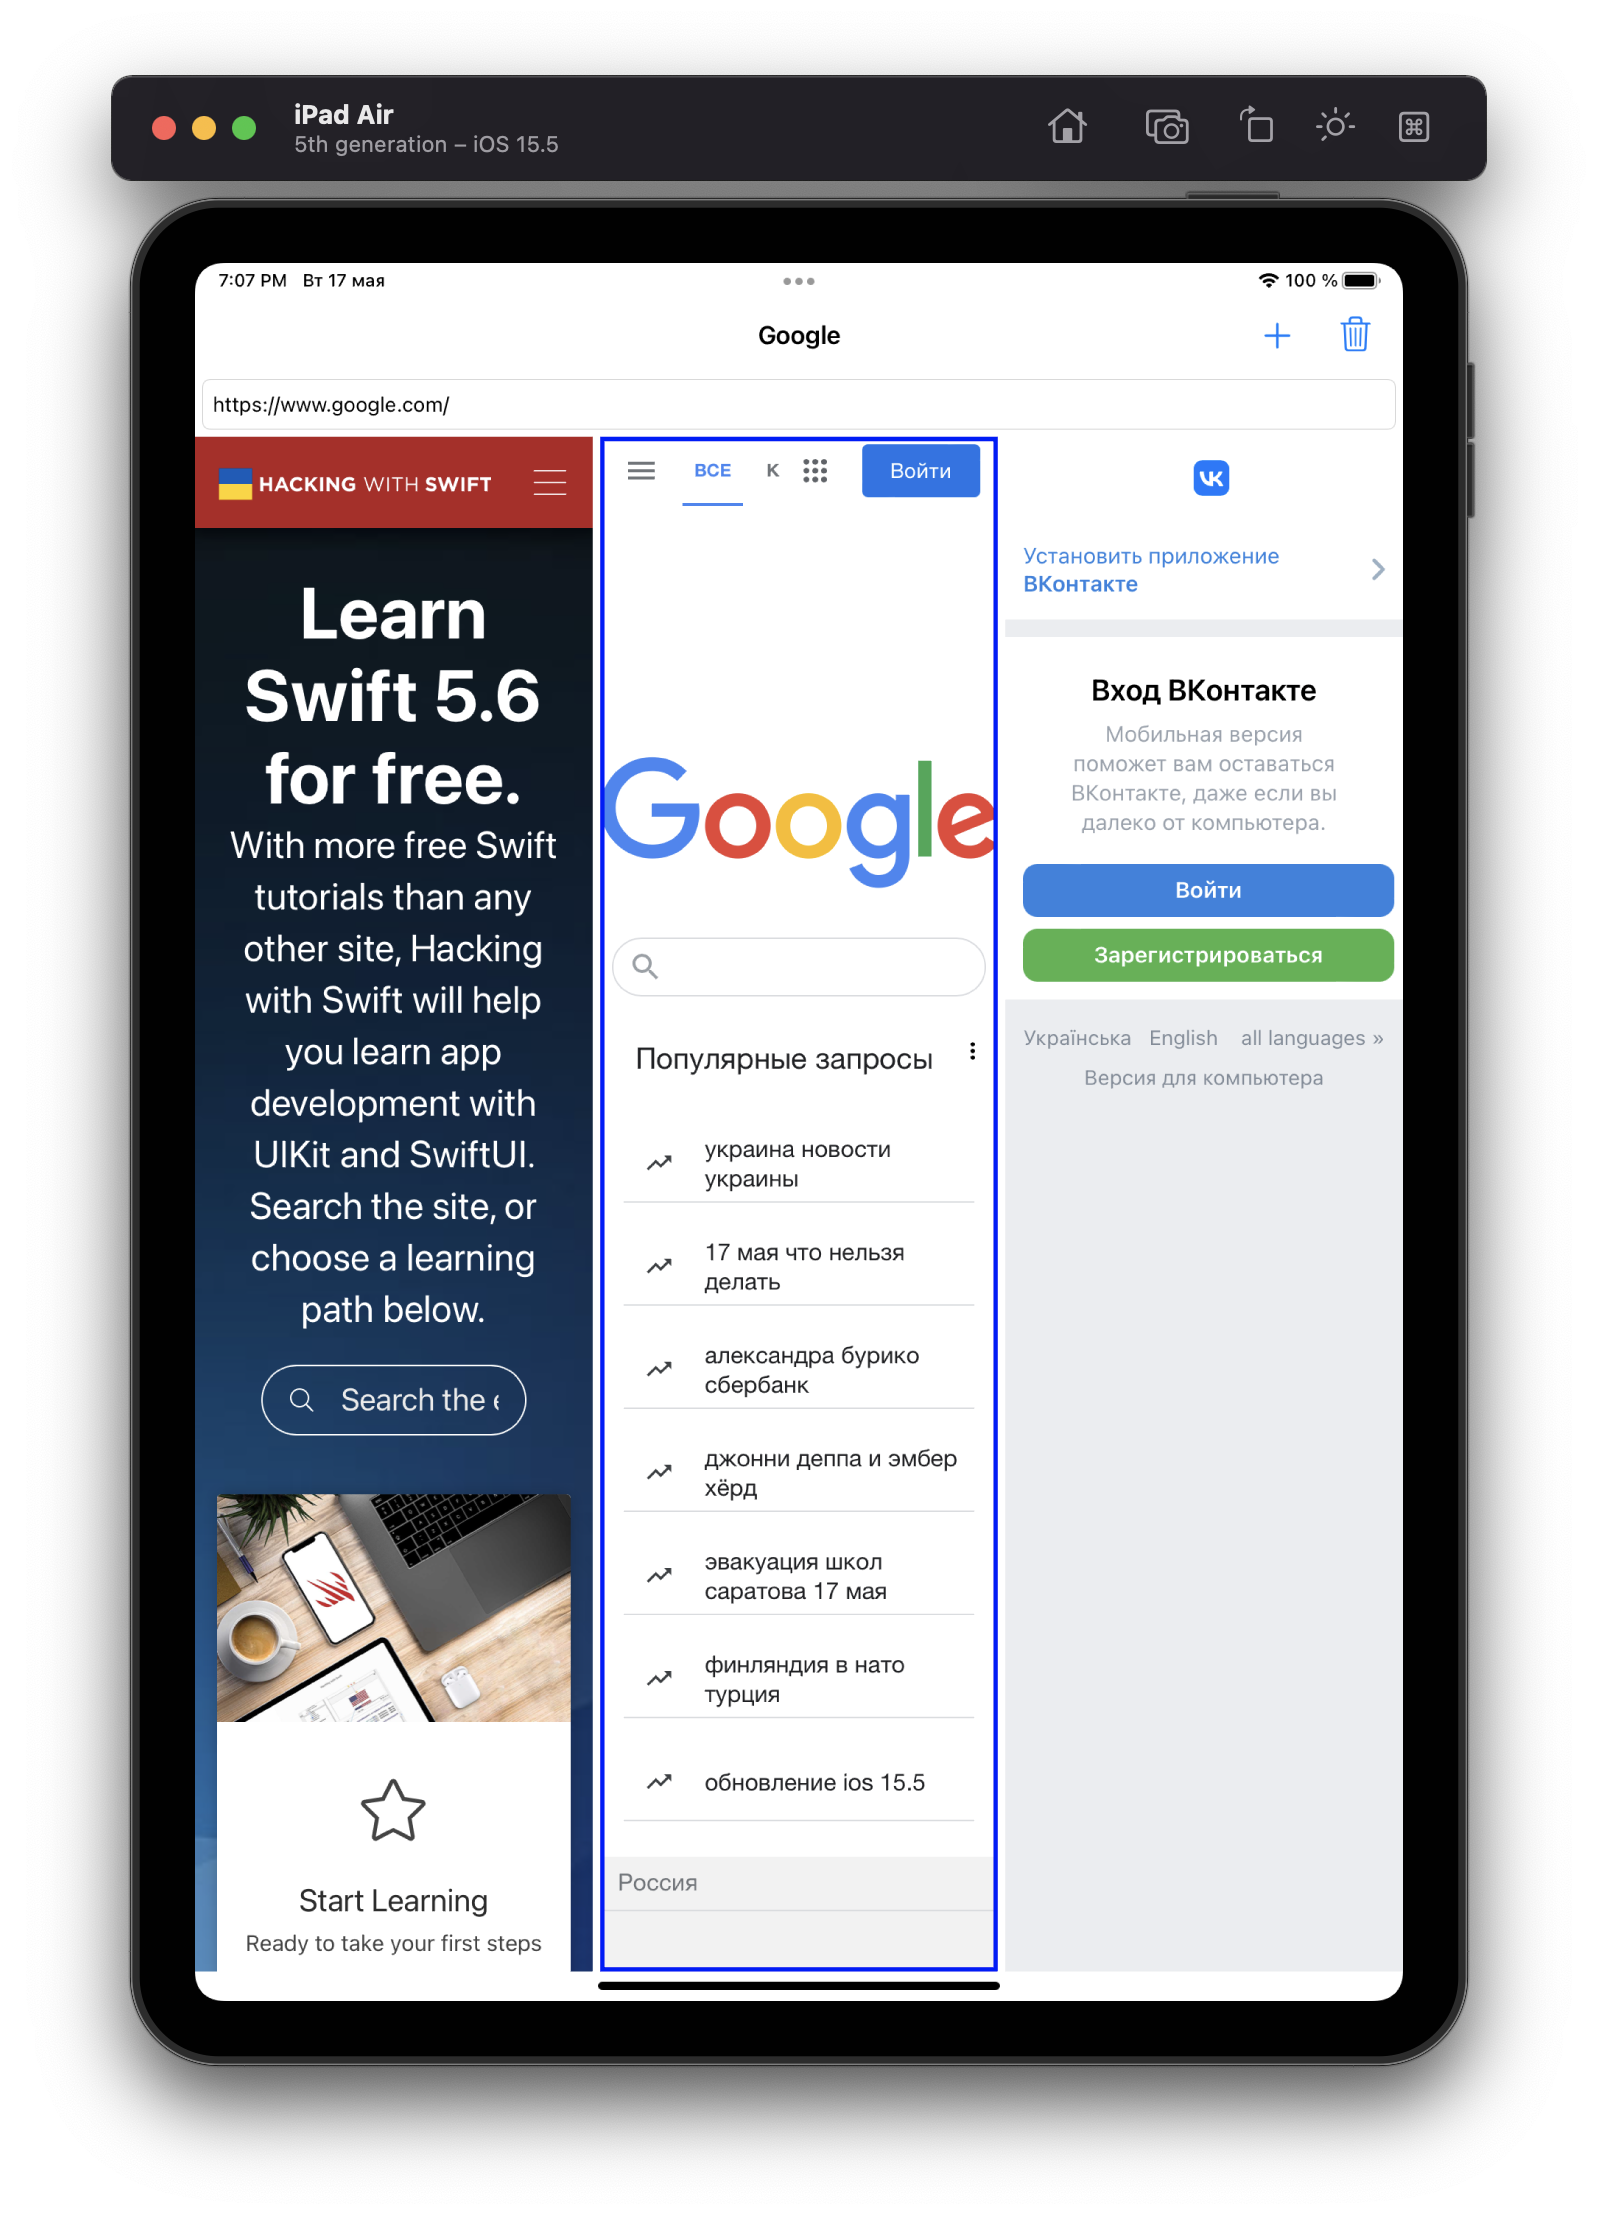 iPad Air
5th generation – iOS 15.5
7:07 PM Вт 17 мая
100 %
Google
https://www.google.com/
HACKING WITH SWIFT
Learn
Swift 5.6
for free.
With more free Swift
tutorials than any
other site, Hacking
with Swift will help
you learn app
development with
UIKit and SwiftUI.
Search the site, or
choose a learning
path below.
Search the
Start Learning
Ready to take your first steps
ВСЕ К
Войти
Google
Популярные запросы
украина новости
украины
17 мая что нельзя
делать
александра бурико
сбербанк
джонни деппа и эмбер
хёрд
эвакуация школ
саратова 17 мая
финляндия в нато
турция
обновление ios 15.5
Россия
Установить приложение
ВКонтакте
Вход ВКонтакте
Мобильная версия
поможет вам оставаться
ВКонтакте, даже если вы
далеко от компьютера.
Войти
Зарегистрироваться
Українська English all languages »
Версия для компьютера